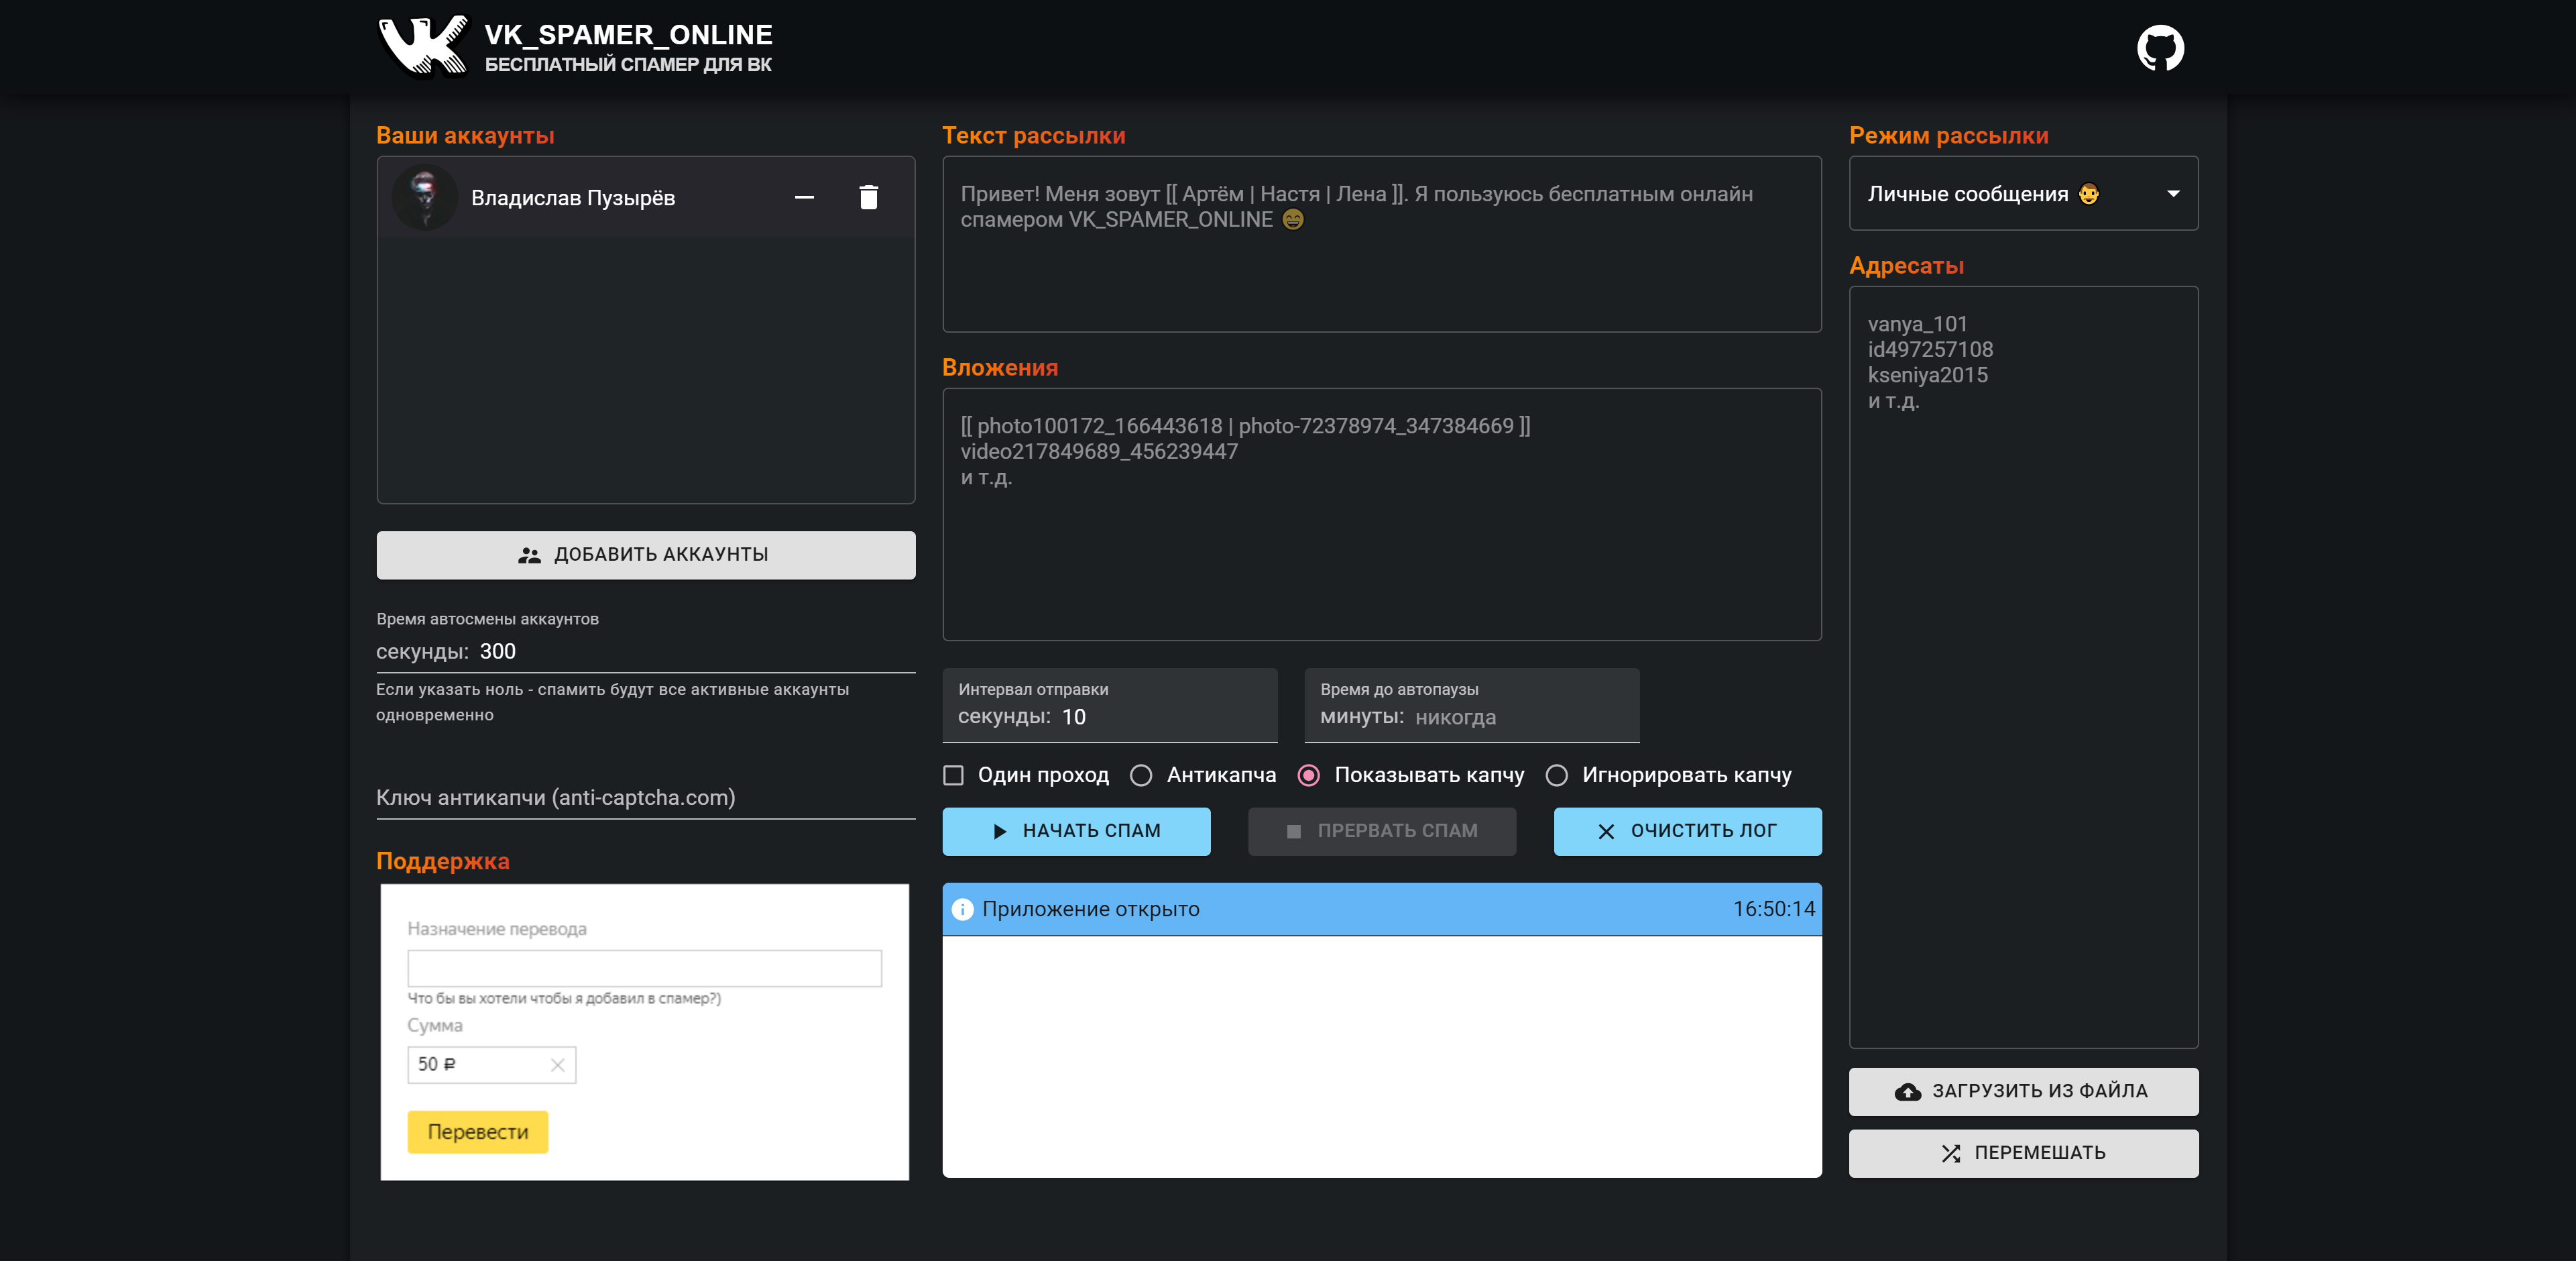 VK_SPAMER_ONLINE
БЕСПЛАТНЫЙ СПАМЕР ДЛЯ ВК
Ваши аккаунты
Владислав Пузырёв
ДОБАВИТЬ АККАУНТЫ
Время автосмены аккаунтов
секунды: 300
Если указать ноль - спамить будут все активные аккаунты
одновременно
Ключ антикапчи (anti-captcha.com)
Поддержка
Назначение перевода
Что бы вы хотели чтобы я добавил в спамер?)
Сумма
50 ₽
Перевести
Текст рассылки
Привет! Меня зовут [[ Артём | Настя | Лена ]]. Я пользуюсь бесплатным онлайн
спамером VK_SPAMER_ONLINE 😄
Вложения
[[ photo100172_166443618 | photo-72378974_347384669 ]]
video217849689_456239447
и т.д.
Интервал отправки
секунды: 10
Время до автопаузы
минуты: никогда
Один проход Антикапча Показывать капчу Игнорировать капчу
НАЧАТЬ СПАМ ПРЕРВАТЬ СПАМ ОЧИСТИТЬ ЛОГ
Приложение открыто 16:50:14
Режим рассылки
Личные сообщения 👨
Адресаты
vanya_101
id497257108
kseniya2015
и т.д.
ЗАГРУЗИТЬ ИЗ ФАЙЛА
ПЕРЕМЕШАТЬ